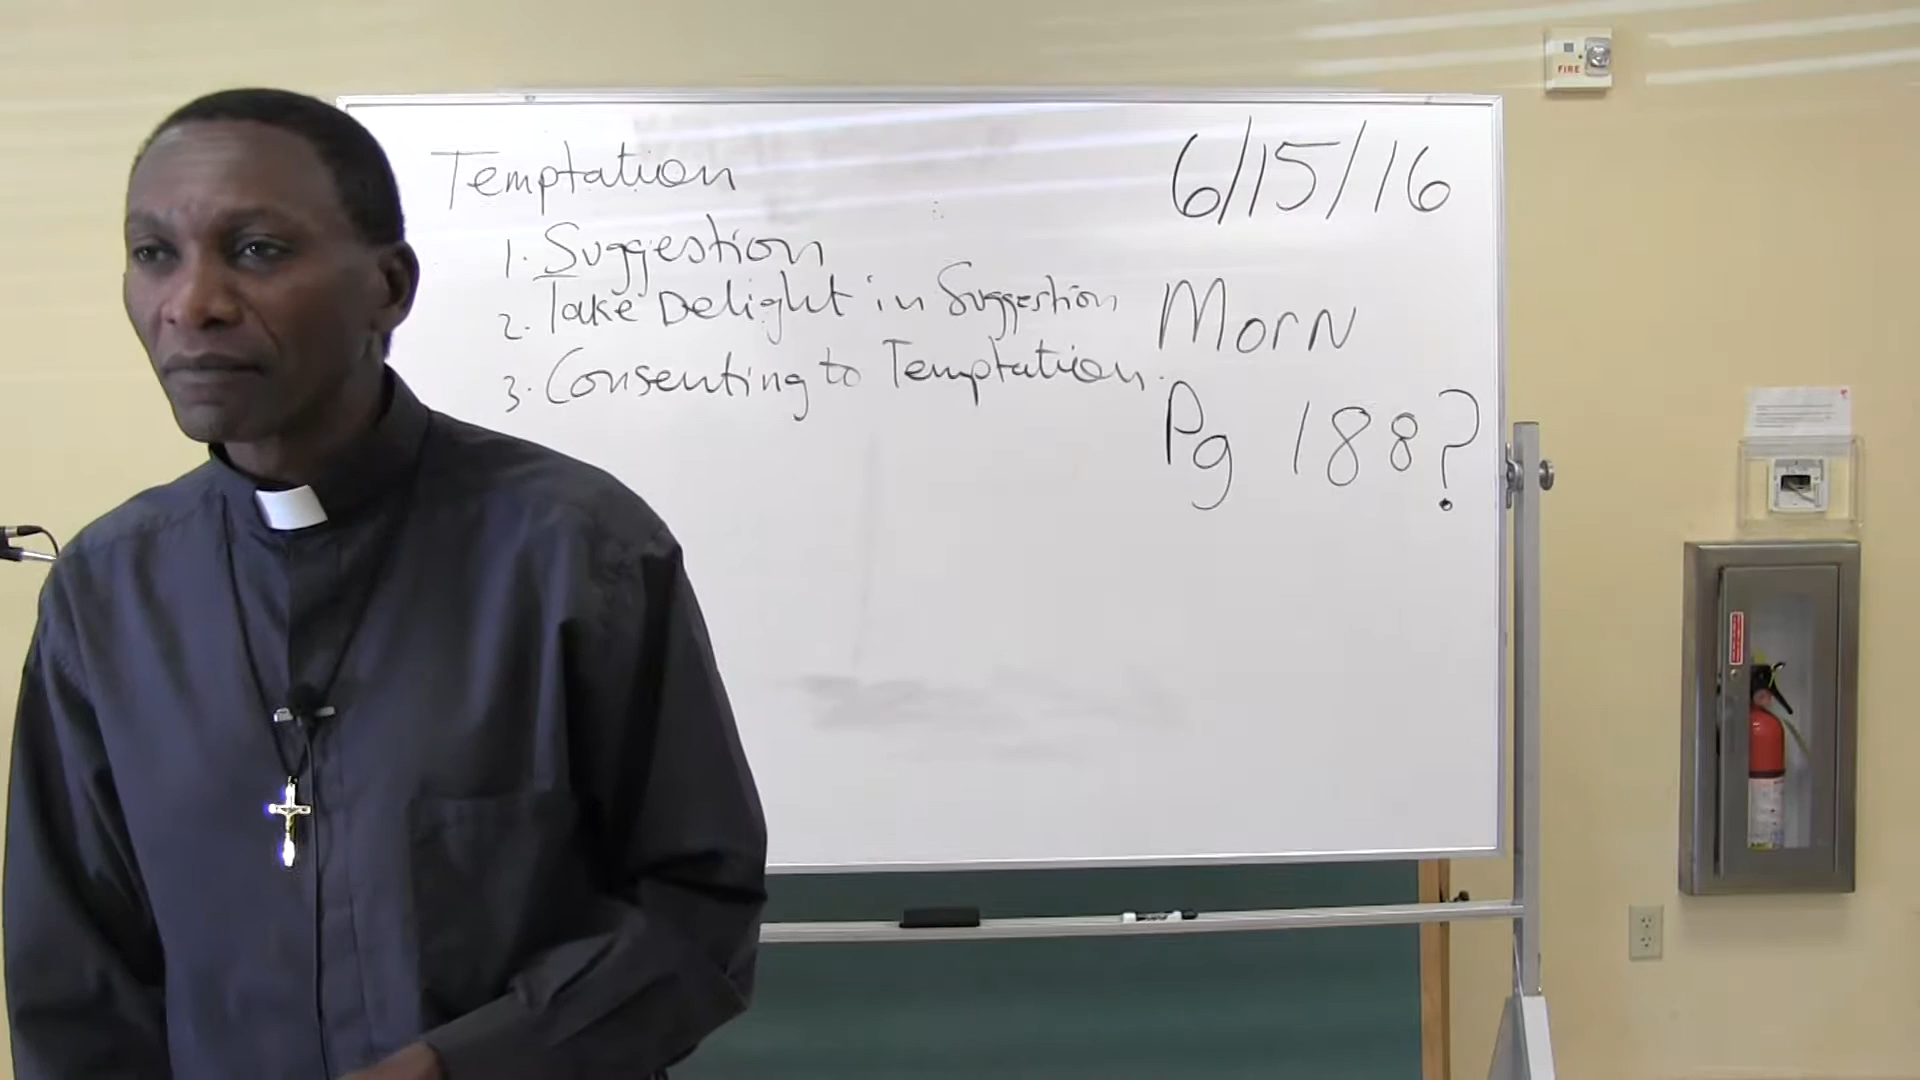 Temptation
1. Suggestion
2. Take Delight in Suggestion
3. Consenting to Temptation.
6/15/16
Morn
Pg 188?
FIRE